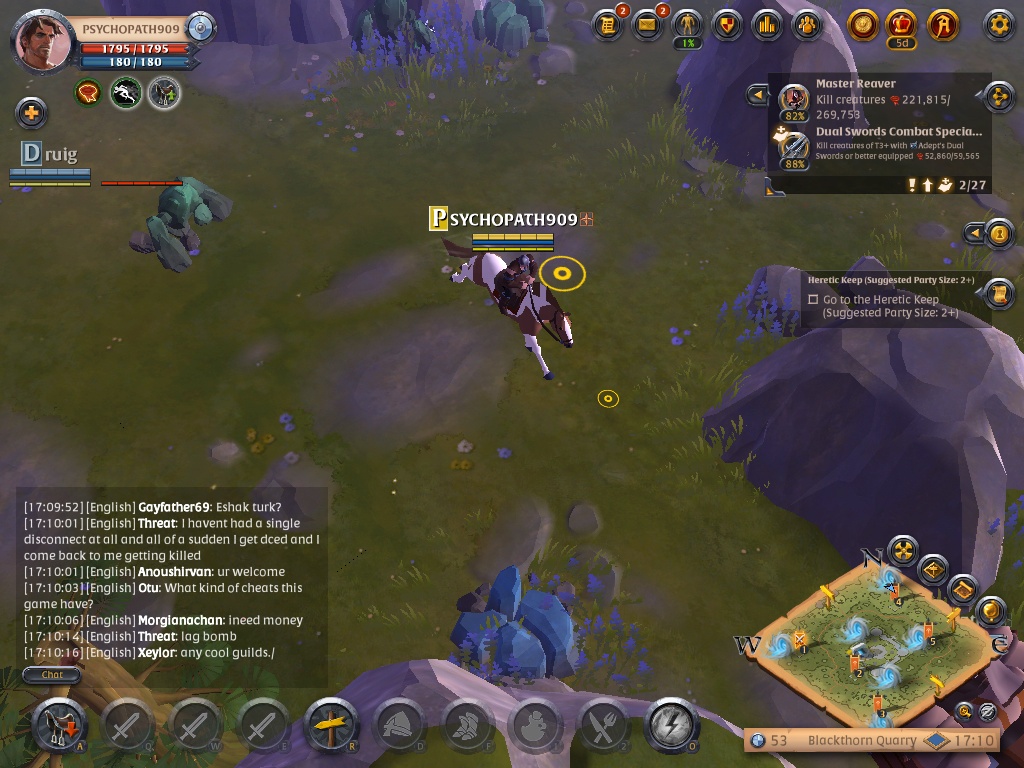 PSYCHOPATH909
1795/1795
180/180
2
2
1%
5d
Master Reaver
Kill creatures 221,815/
269,753
82%
Dual Swords Combat Specia...
Kill creatures of T3+ with Adept's Dual
Swords or better equipped 52,860/59,565
88%
2/27
Druig
PSYCHOPATH909
Heretic Keep (Suggested Party Size: 2+)
Go to the Heretic Keep
(Suggested Party Size: 2+)
[17:09:52][English] Gayfather69: Eshak turk?
[17:10:01][English] Threat: I havent had a single
disconnect at all and all of a sudden I get dced and I
come back to me getting killed
[17:10:01][English] Anoushirvan: ur welcome
[17:10:03][English] Otu: What kind of cheats this
game have?
[17:10:06][English] Morgianachan: ineed money
[17:10:14][English] Threat: lag bomb
[17:10:16][English] Xeylor: any cool guilds./
Chat
N
W
E
4
1
5
2
3
A
Q
W
E
R
D
F
1
2
O
53 Blackthorn Quarry 17:10